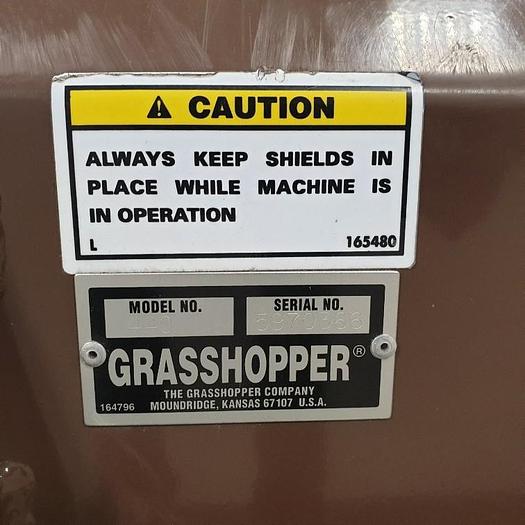 ⚠ CAUTION
ALWAYS KEEP SHIELDS IN
PLACE WHILE MACHINE IS
IN OPERATION
L 165480
MODEL NO. SERIAL NO.
GRASSHOPPER®
THE GRASSHOPPER COMPANY
164796 MOUNDRIDGE, KANSAS 67107 U.S.A.